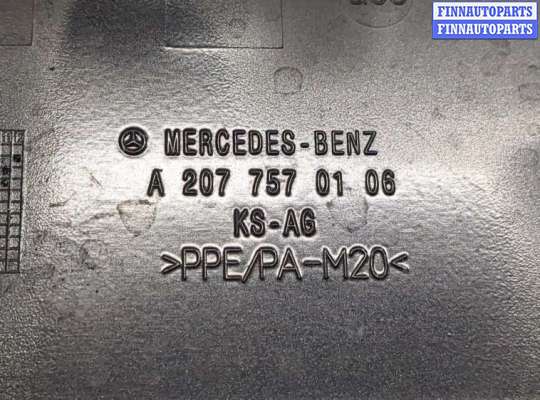 FINNAUTOPARTS
FINNAUTOPARTS
MERCEDES-BENZ
A 207 757 01 06
KS-AG
>PPE/PA-M20<